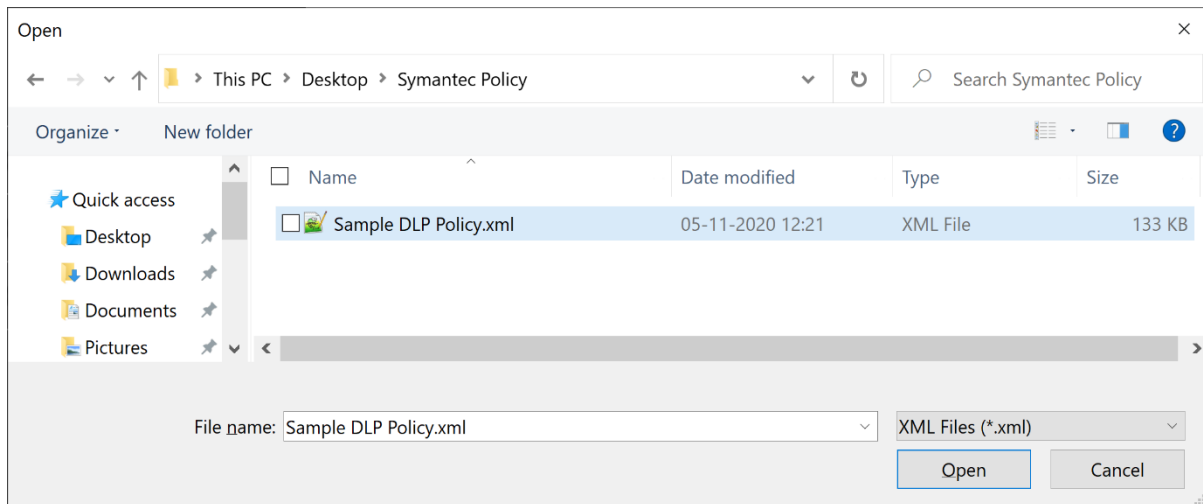 Open
This PC > Desktop > Symantec Policy
Search Symantec Policy
Organize
New folder
Name
Date modified
Type
Size
Quick access
Sample DLP Policy.xml
05-11-2020 12:21
XML File
133 KB
Desktop
Downloads
Documents
Pictures
File name:
Sample DLP Policy.xml
XML Files (*.xml)
Open
Cancel